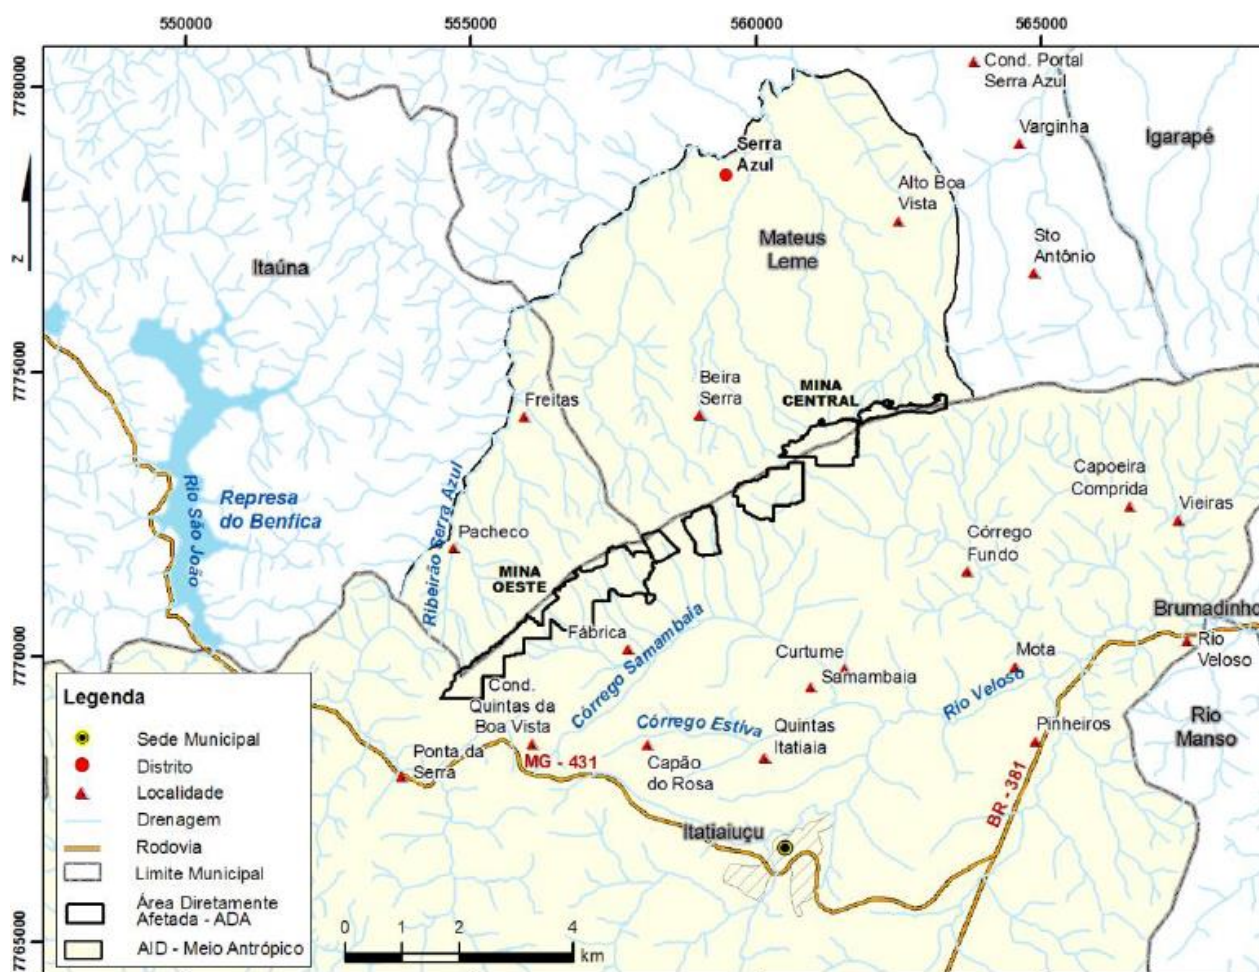 550000
555000
560000
565000
7780000
7775000
7770000
7765000
N
Cond. Portal
Serra Azul
Varginha
Igarapé
Serra
Azul
Alto Boa
Vista
Mateus
Leme
Sto
Antônio
Itaúna
Beira
Serra
MINA
CENTRAL
Freitas
Rio São João
Represa
do Benfica
Ribeirão Serra Azul
Pacheco
Capoeira
Comprida
Vieiras
Córrego
Fundo
MINA
OESTE
Brumadinho
Fábrica
Córrego Samambaia
Curtume
Samambaia
Mota
Rio
Veloso
Rio Veloso
Cond.
Quintas da
Boa Vista
Córrego Estiva
Quintas
Itatiaia
Pinheiros
Rio
Manso
Ponta da
Serra
MG - 431
Capão
do Rosa
BR - 381
Itatiaiuçu
Legenda
Sede Municipal
Distrito
Localidade
Drenagem
Rodovia
Limite Municipal
Área Diretamente
Afetada - ADA
AID - Meio Antrópico
0 1 2 4
km